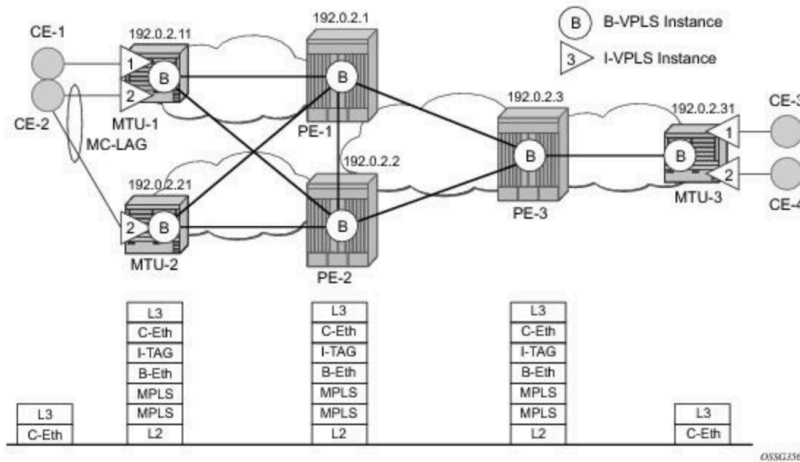 CE-1
192.0.2.11
192.0.2.1
B
B-VPLS Instance
3
I-VPLS Instance
1
B
B
2
CE-2
MTU-1
MC-LAG
PE-1
192.0.2.3
192.0.2.31
CE-3
1
192.0.2.2
B
B
192.0.2.21
2
CE-4
2
B
B
PE-3
MTU-3
MTU-2
PE-2
L3
L3
L3
C-Eth
C-Eth
C-Eth
I-TAG
I-TAG
I-TAG
B-Eth
B-Eth
B-Eth
MPLS
MPLS
MPLS
L3
MPLS
MPLS
MPLS
L3
C-Eth
L2
L2
L2
C-Eth
OSSG356